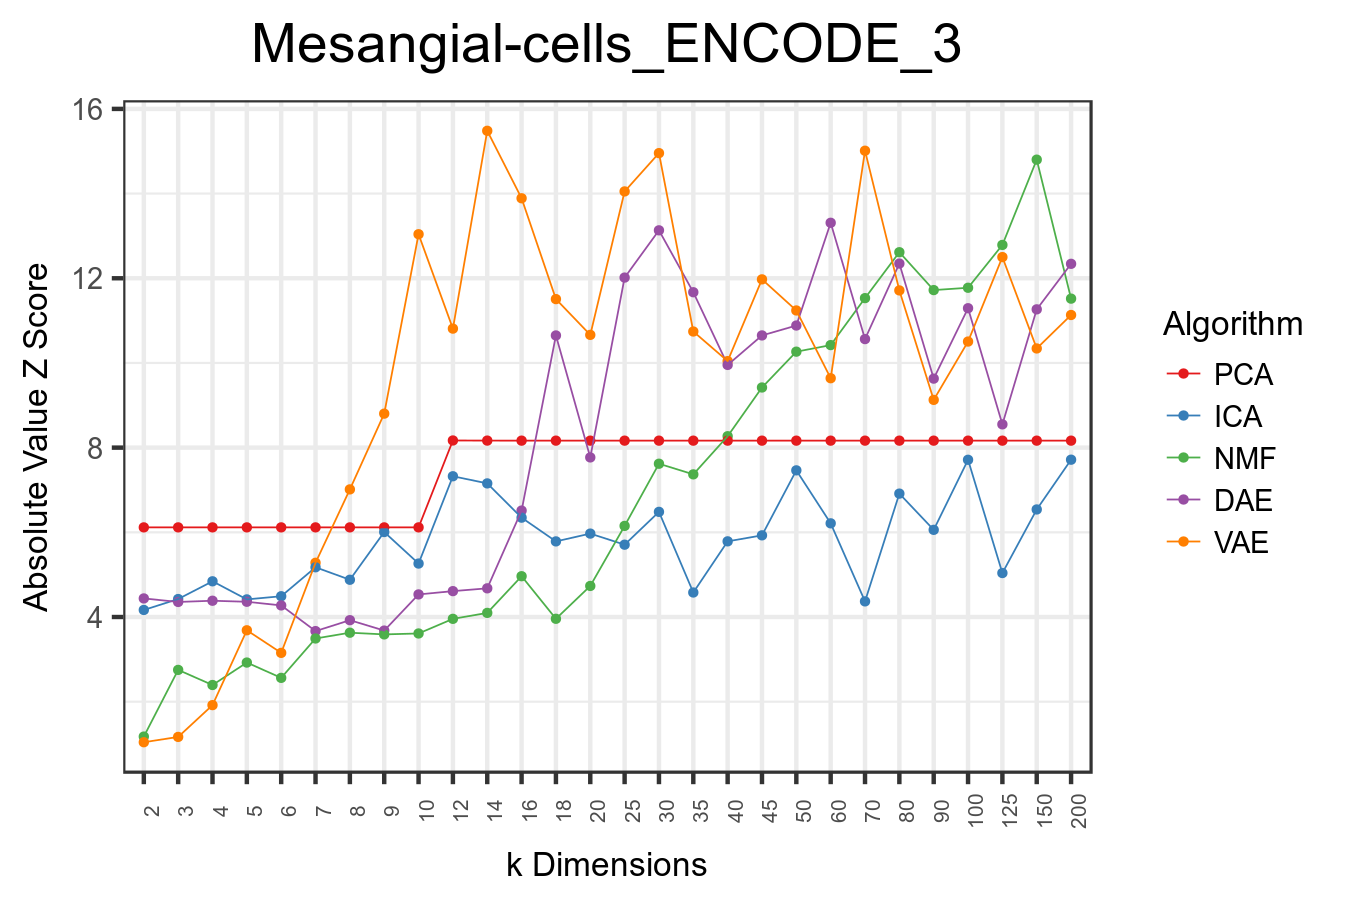 Mesangial-cells_ENCODE_3
16
12
8
4
Absolute Value Z Score
2 3 4 5 6 7 8 9 10 12 14 16 18 20 25 30 35 40 45 50 60 70 80 90 100 125 150 200
k Dimensions
Algorithm
PCA
ICA
NMF
DAE
VAE